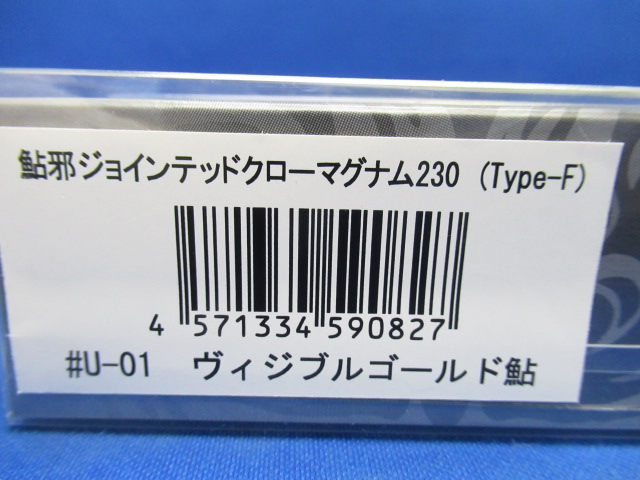 鮎邪ジョインテッドクローマグナム230 (Type-F)
4 571334 590827
#U-01 ヴィジブルゴールド鮎